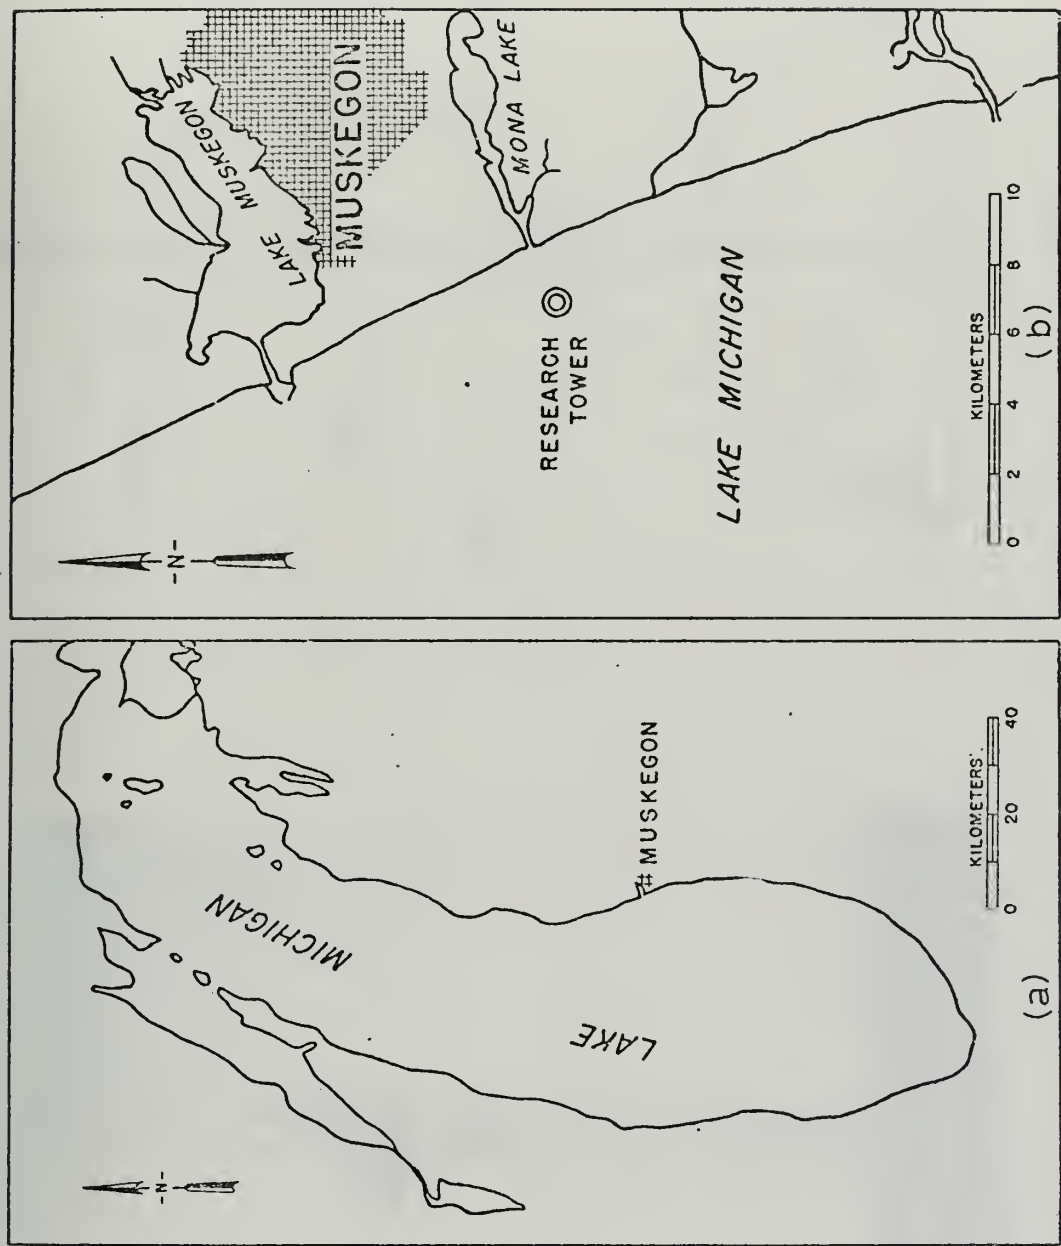 -N-
MICHIGAN
LAKE
MUSKEGON
KILOMETERS
0 20 40
(a)
-N-
LAKE MUSKEGON
MUSKEGON
MONA LAKE
RESEARCH
TOWER
LAKE MICHIGAN
KILOMETERS
0 2 4 6 8 10
(b)